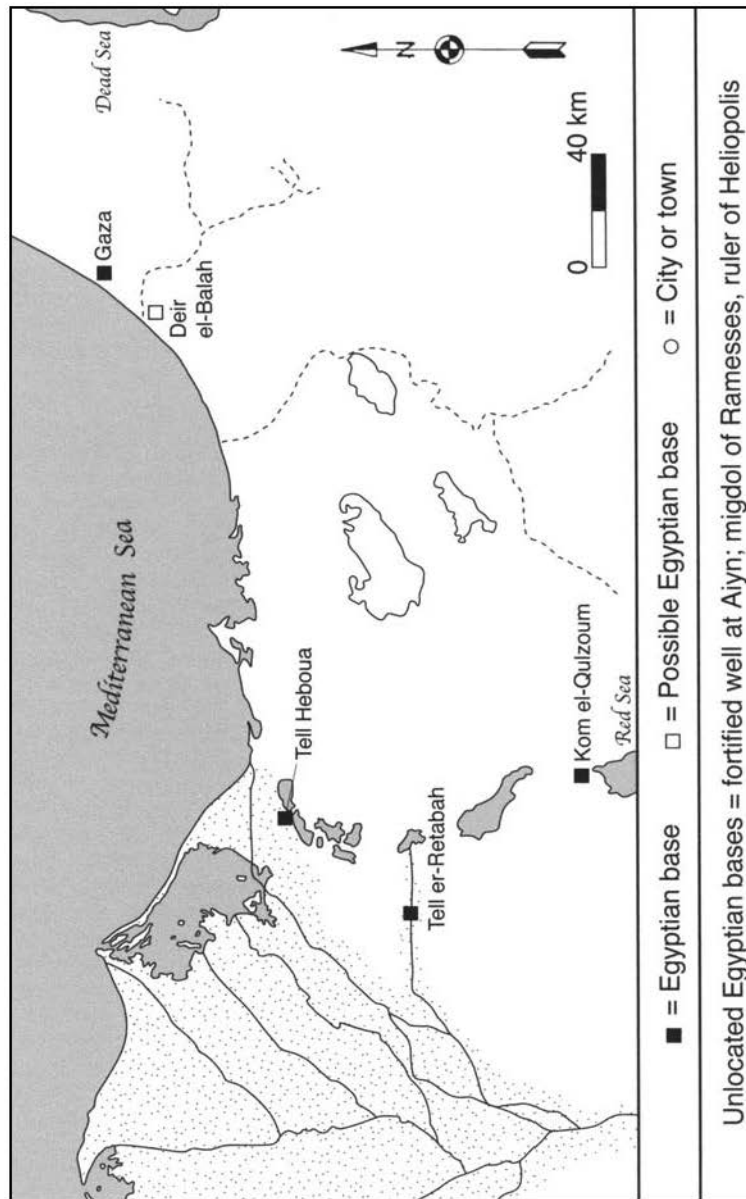 Dead Sea
N
Gaza
Deir
el-Balah
Mediterranean Sea
40 km
0
Tell Heboua
Kom el-Qulzoum
Red Sea
Tell er-Retabah
■ = Egyptian base □ = Possible Egyptian base ○ = City or town
Unlocated Egyptian bases = fortified well at Aiyn; migdol of Ramesses, ruler of Heliopolis